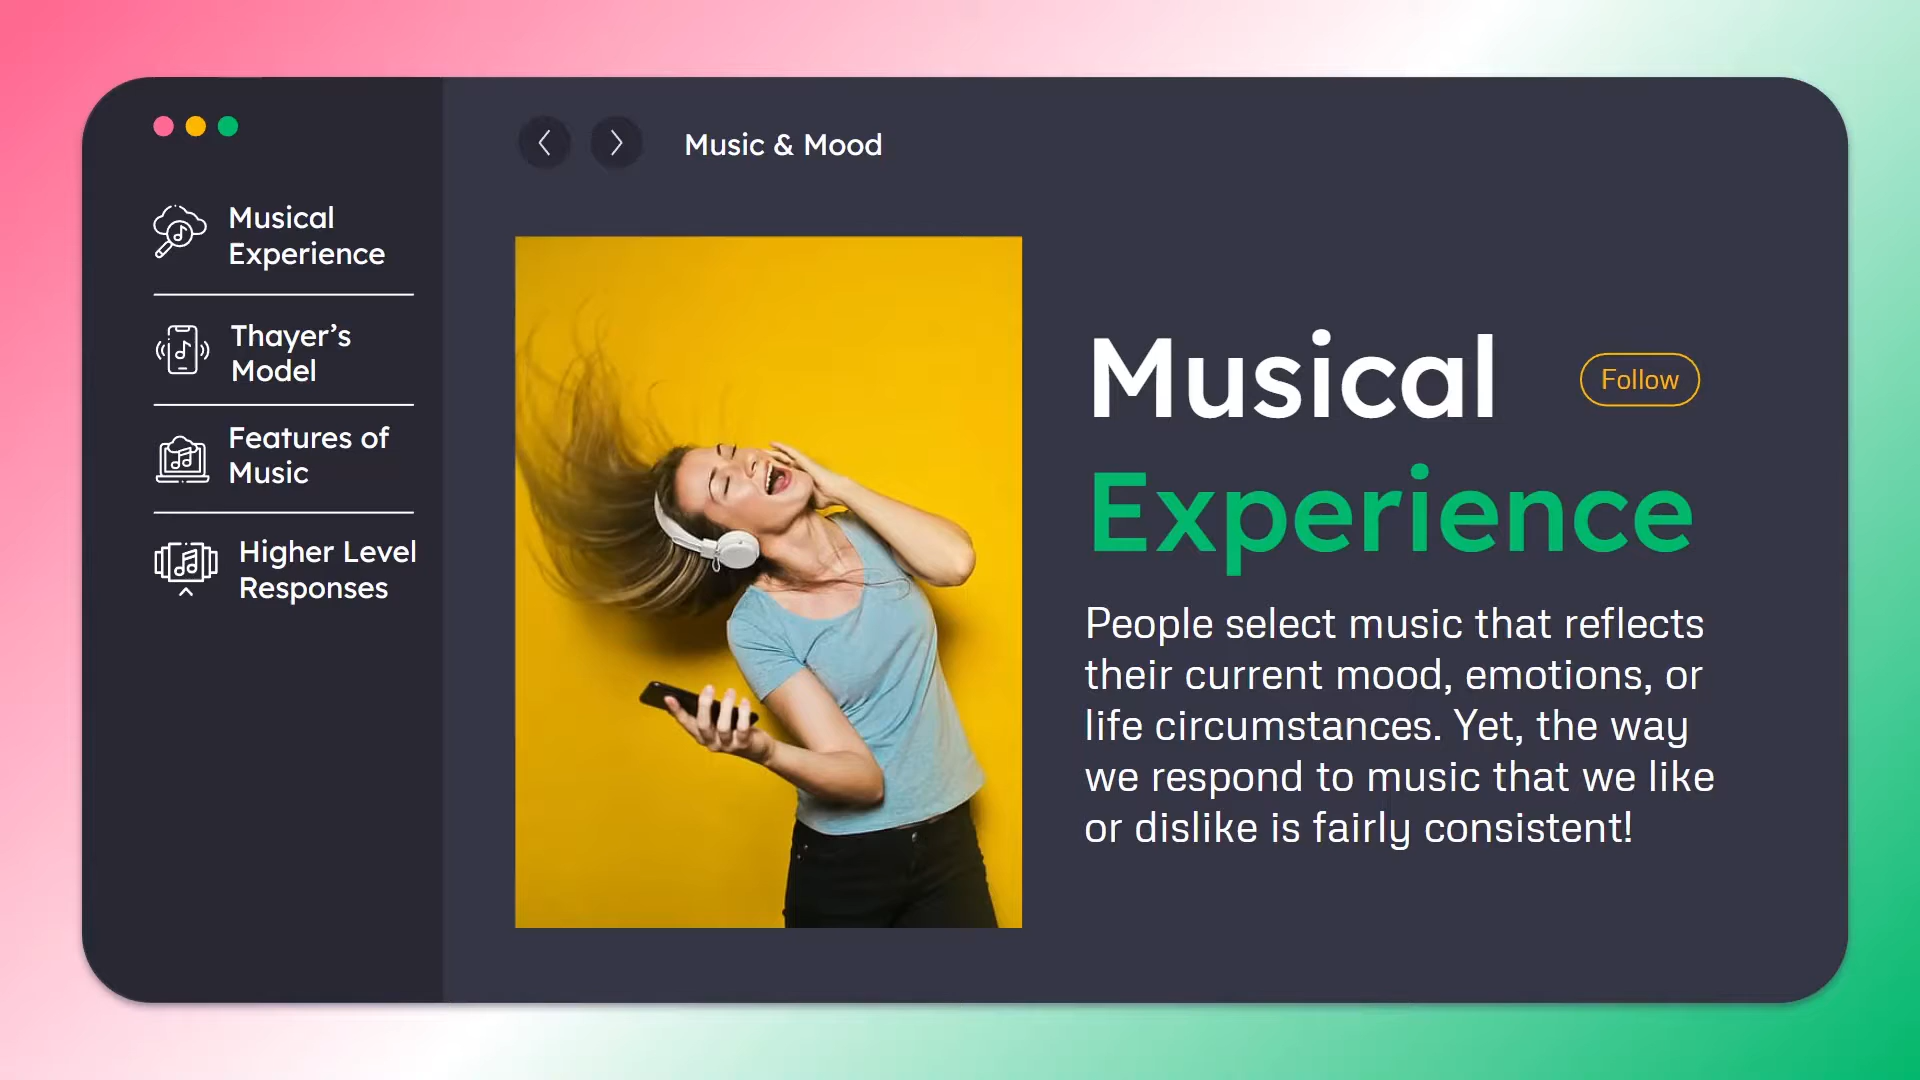 Musical
Experience
Thayer’s
Model
Features of
Music
Higher Level
Responses
Music & Mood
Musical
Follow
Experience
People select music that reflects
their current mood, emotions, or
life circumstances. Yet, the way
we respond to music that we like
or dislike is fairly consistent!